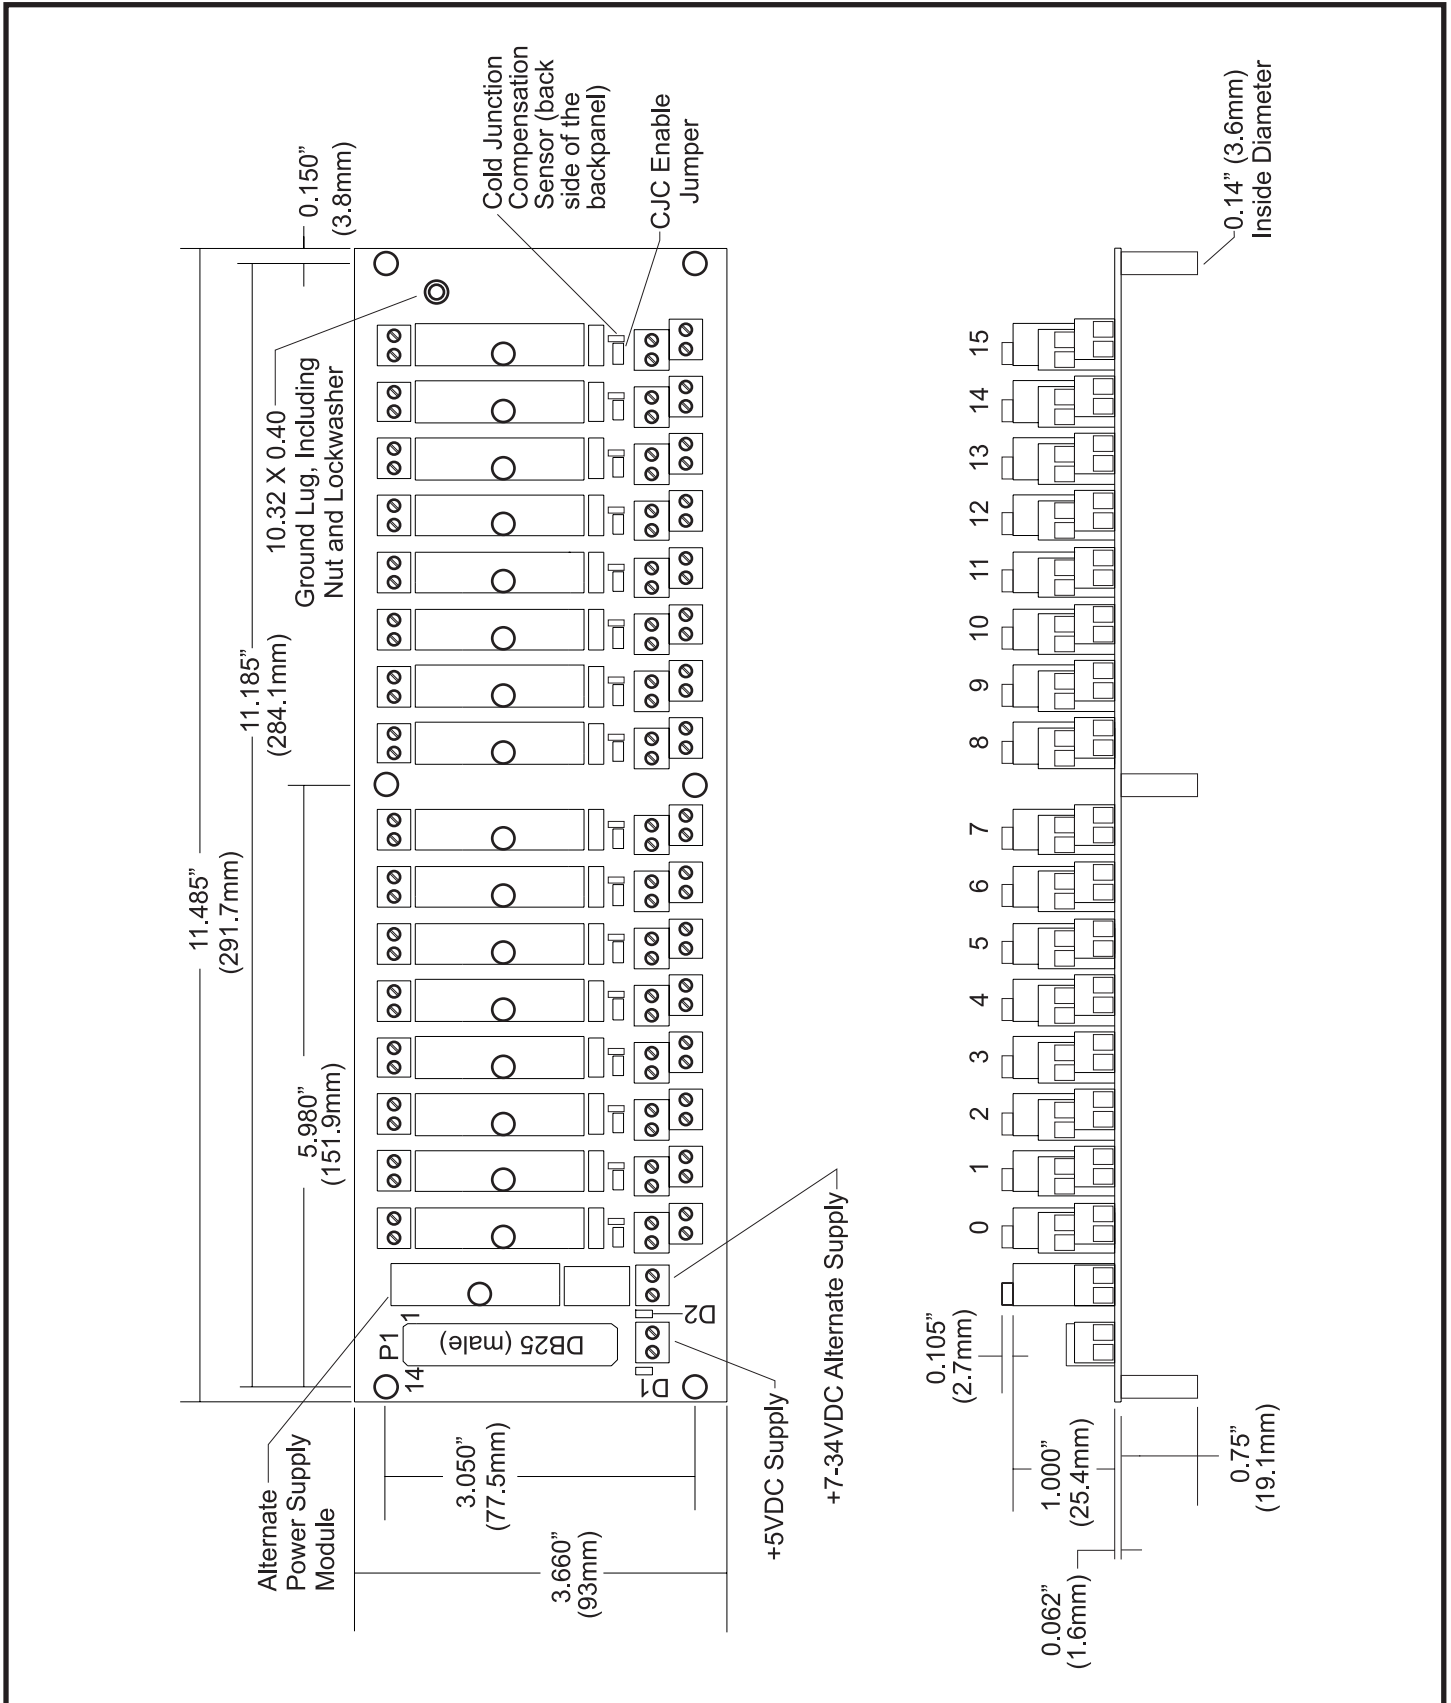 0.150”
(3.8mm)
Cold Junction
Compensation
Sensor (back
side of the
backpanel)
CJC Enable
Jumper
0.14” (3.6mm)
Inside Diameter
10.32 X 0.40
Ground Lug, Including
Nut and Lockwasher
11.185”
(284.1mm)
11.485”
(291.7mm)
5.980”
(151.9mm)
15
14
13
12
11
10
9
8
7
6
5
4
3
2
1
0
+7-34VDC Alternate Supply
+5VDC Supply
D2
D1
P1
1
14
DB25 (male)
Alternate
Power Supply
Module
3.050”
(77.5mm)
3.660”
(93mm)
0.105”
(2.7mm)
1.000”
(25.4mm)
0.75”
(19.1mm)
0.062”
(1.6mm)